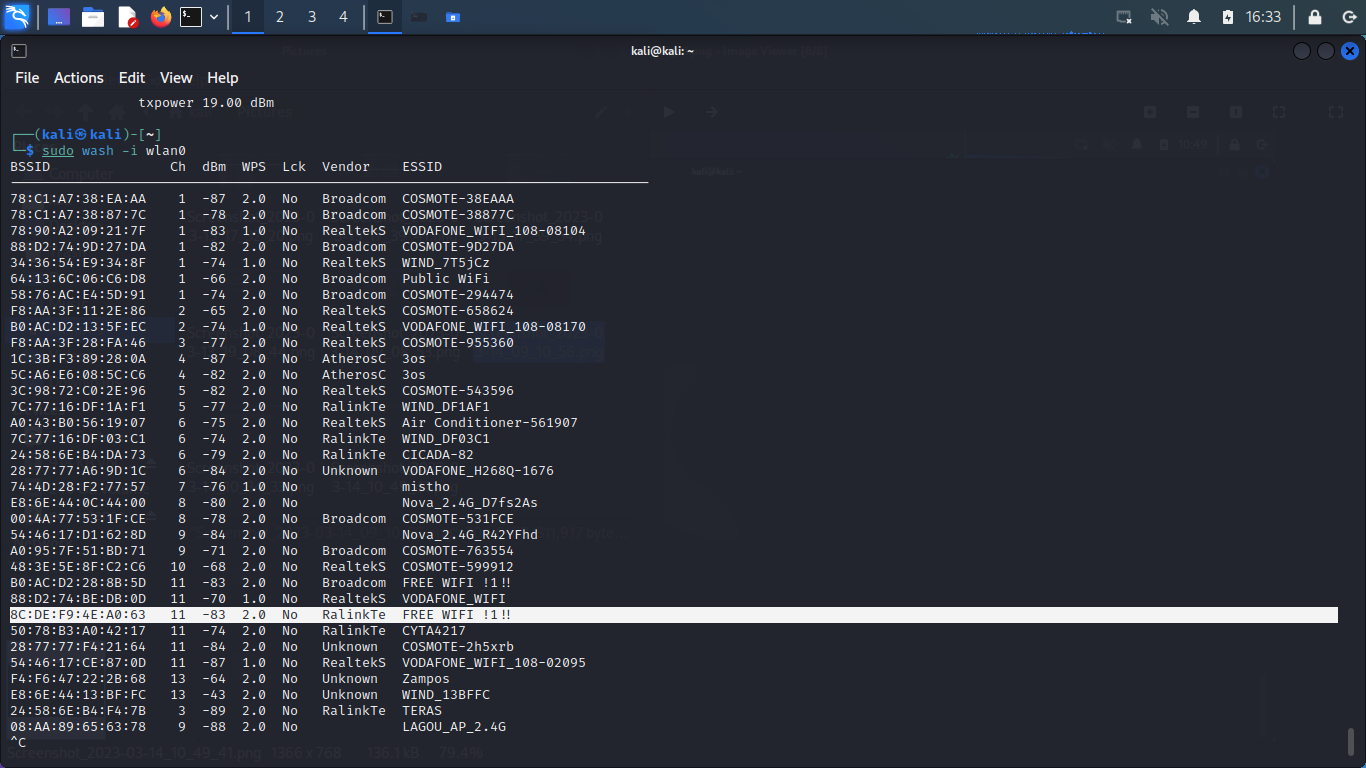 1 2 3 4 16:33
kali@kali: ~
File Actions Edit View Help
txpower 19.00 dBm
┌──(kali㉿kali)-[~]
└─$ sudo wash -i wlan0
BSSID Ch dBm WPS Lck Vendor ESSID
78:C1:A7:38:EA:AA 1 -87 2.0 No Broadcom COSMOTE-38EAAA
78:C1:A7:38:87:7C 1 -78 2.0 No Broadcom COSMOTE-38877C
78:90:A2:09:21:7F 1 -83 1.0 No RealtekS VODAFONE_WIFI_108-08104
88:D2:74:9D:27:DA 1 -82 2.0 No Broadcom COSMOTE-9D27DA
34:36:54:E9:34:8F 1 -74 1.0 No RealtekS WIND_7T5jCz
64:13:6C:06:C6:D8 1 -66 2.0 No Broadcom Public WiFi
58:76:AC:E4:5D:91 1 -74 2.0 No Broadcom COSMOTE-294474
F8:AA:3F:11:2E:86 2 -65 2.0 No RealtekS COSMOTE-658624
B0:AC:D2:13:5F:EC 2 -74 1.0 No RealtekS VODAFONE_WIFI_108-08170
F8:AA:3F:28:FA:46 3 -77 2.0 No RealtekS COSMOTE-955360
1C:3B:F3:89:28:0A 4 -87 2.0 No AtherosC 3os
5C:A6:E6:08:5C:C6 4 -82 2.0 No AtherosC 3os
3C:98:72:C0:2E:96 5 -82 2.0 No RealtekS COSMOTE-543596
7C:77:16:DF:1A:F1 5 -77 2.0 No RalinkTe WIND_DF1AF1
A0:43:B0:56:19:07 6 -75 2.0 No RealtekS Air Conditioner-561907
7C:77:16:DF:03:C1 6 -74 2.0 No RalinkTe WIND_DF03C1
24:58:6E:B4:DA:73 6 -79 2.0 No RalinkTe CICADA-82
28:77:77:A6:9D:1C 6 -84 2.0 No Unknown VODAFONE_H268Q-1676
74:4D:28:F2:77:57 7 -76 1.0 No mistho
E8:6E:44:0C:44:00 8 -80 2.0 No Nova_2.4G_D7fs2As
00:4A:77:53:1F:CE 8 -78 2.0 No Broadcom COSMOTE-531FCE
54:46:17:D1:62:8D 9 -84 2.0 No Nova_2.4G_R42YFhd
A0:95:7F:51:BD:71 9 -71 2.0 No Broadcom COSMOTE-763554
48:3E:5E:8F:C2:C6 10 -68 2.0 No RealtekS COSMOTE-599912
B0:AC:D2:28:8B:5D 11 -83 2.0 No Broadcom FREE WIFI !1!!
88:D2:74:BE:DB:0D 11 -70 1.0 No RealtekS VODAFONE_WIFI
8C:DE:F9:4E:A0:63 11 -83 2.0 No RalinkTe FREE WIFI !1!!
50:78:B3:A0:42:17 11 -74 2.0 No RalinkTe CYTA4217
28:77:77:F4:21:64 11 -84 2.0 No Unknown COSMOTE-2h5xrb
54:46:17:CE:87:0D 11 -87 1.0 No RealtekS VODAFONE_WIFI_108-02095
F4:F6:47:22:2B:68 13 -64 2.0 No Unknown Zampos
E8:6E:44:13:BF:FC 13 -43 2.0 No Unknown WIND_13BFFC
24:58:6E:B4:F4:7B 3 -89 2.0 No RalinkTe TERAS
08:AA:89:65:63:78 9 -88 2.0 No LAGOU_AP_2.4G
^C
Screenshot_2023-03-14_10_49_41.png 1366 x 768 136.1 kB 79.4%